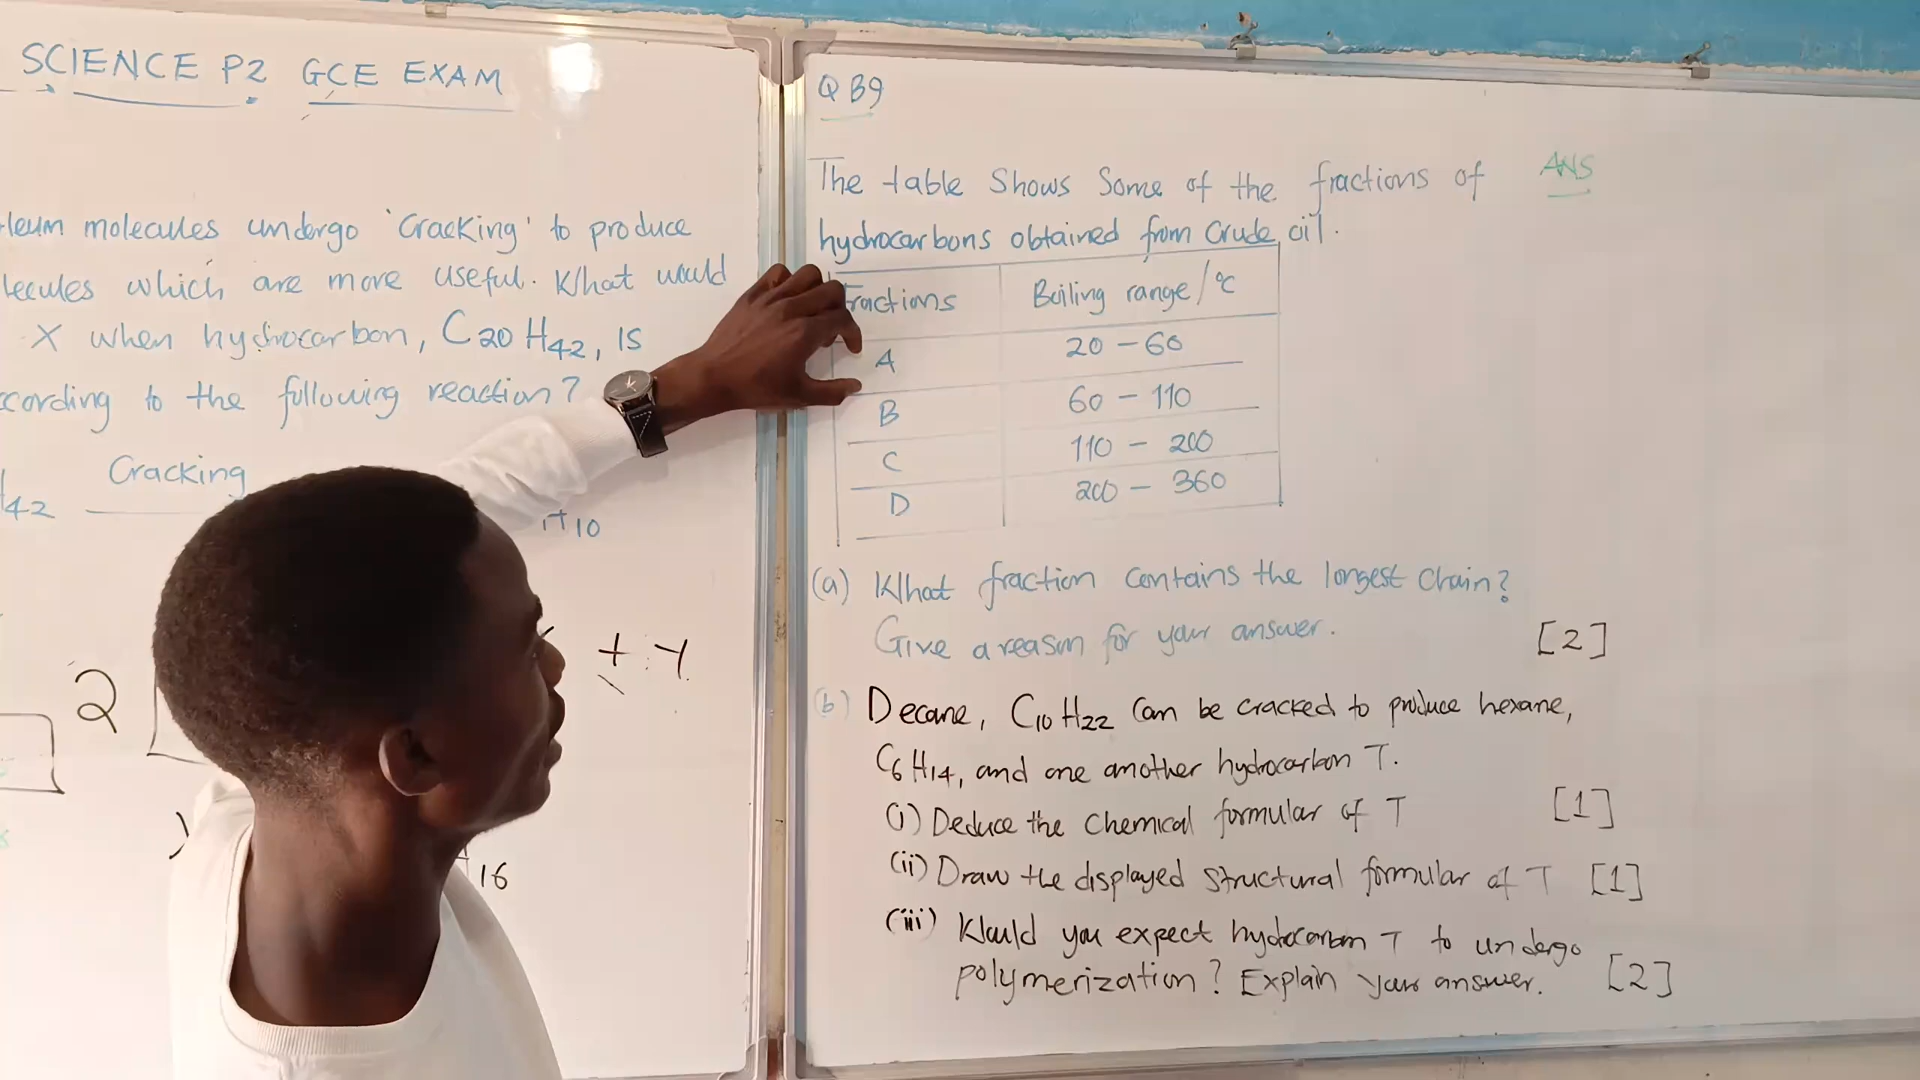 SCIENCE P2 GCE EXAM
leum molecules undergo 'Cracking' to produce
lecules which are more useful. What would
X when hydrocarbon, C20 H42, is
cording to the following reaction?
Cracking
42
H10
2
+
16
Q B9
The table Shows Some of the fractions of
hydrocarbons obtained from Crude oil.
ANS
Fractions Boiling range/°C
A 20 - 60
B 60 - 110
C 110 - 200
D 200 - 360
(a) What fraction contains the longest Chain?
Give a reason for your answer. [2]
(b) Decane, C10 H22 Can be cracked to produce hexane,
C6 H14, and one another hydrocarbon T.
(i) Deduce the Chemical formular of T [1]
(ii) Draw the displayed Structural formular of T [1]
(iii) Would you expect hydrocarbon T to undergo
polymerization? Explain your answer. [2]